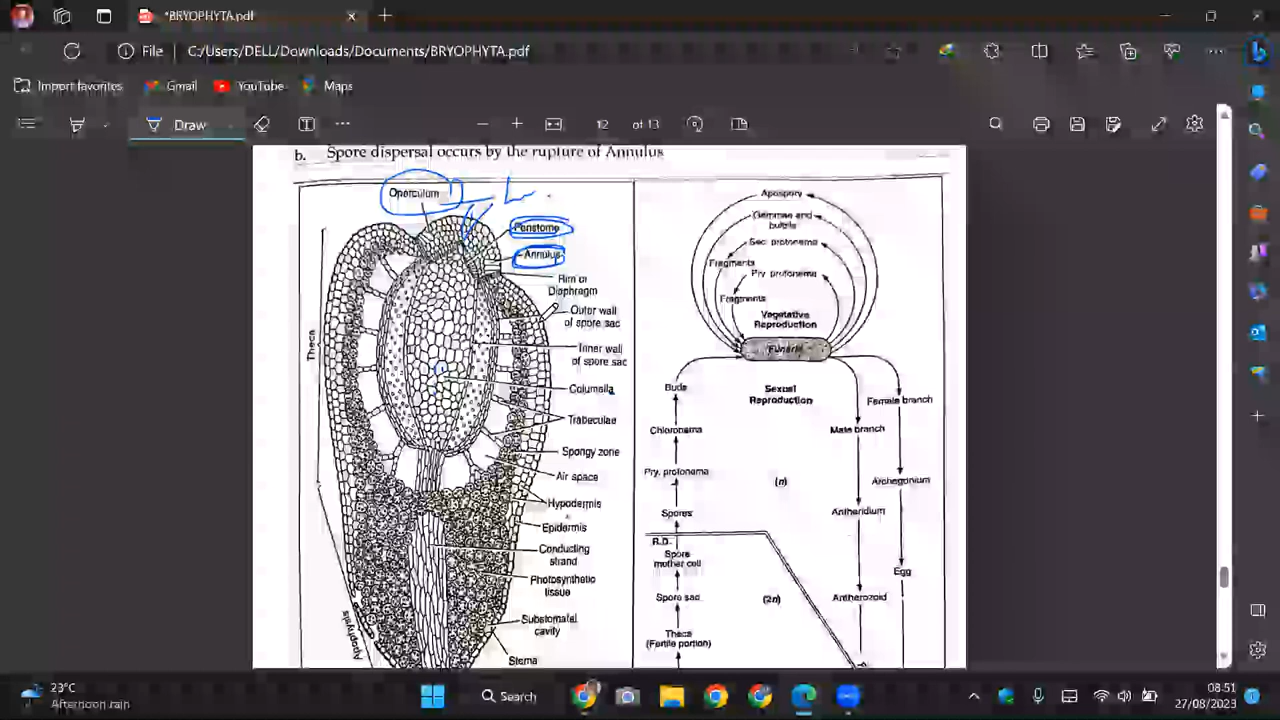 *BRYOPHYTA.pdf
File C:/Users/DELL/Downloads/Documents/BRYOPHYTA.pdf
Import favorites Gmail YouTube Maps
Draw 12 of 13
b. Spore dispersal occurs by the rupture of Annulus
Operculum
Peristome
Annulus
Rim or
Diaphragm
Outer wall
of spore sac
Inner wall
of spore sac
Columella
Trabeculae
Spongy zone
Air space
Hypodermis
Epidermis
Conducting
strand
Photosynthetic
tissue
Substomatal
cavity
Stoma
Theca
Apophysis
Apospory
Gemmae and
bulbils
Sec. protonema
Fragments
Pry. protonema
Fragments
Vegetative
Reproduction
Funaria
Sexual
Reproduction
Buds
Chloronema
Pry. protonema
Spores
R.D.
Spore
mother cell
Spore sac
Theca
(Fertile portion)
(n)
(2n)
Male branch
Antheridium
Antherozoid
Female branch
Archegonium
Egg
23°C
Afternoon rain
Search
08:51
27/08/2023